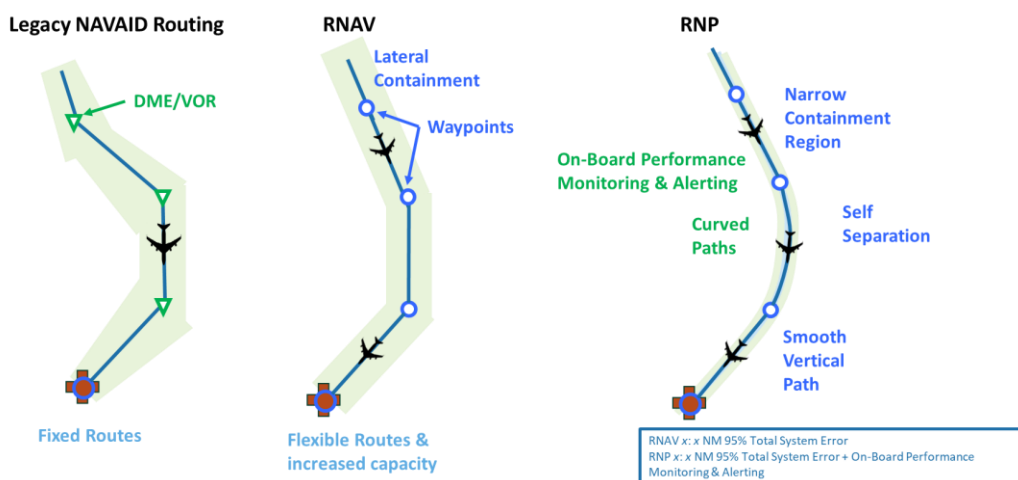 Legacy NAVAID Routing
DME/VOR
Fixed Routes
RNAV
Lateral
Containment
Waypoints
Flexible Routes &
increased capacity
RNP
Narrow
Containment
Region
On-Board Performance
Monitoring & Alerting
Curved
Paths
Self
Separation
Smooth
Vertical
Path
RNAV x: x NM 95% Total System Error
RNP x: x NM 95% Total System Error + On-Board Performance
Monitoring & Alerting